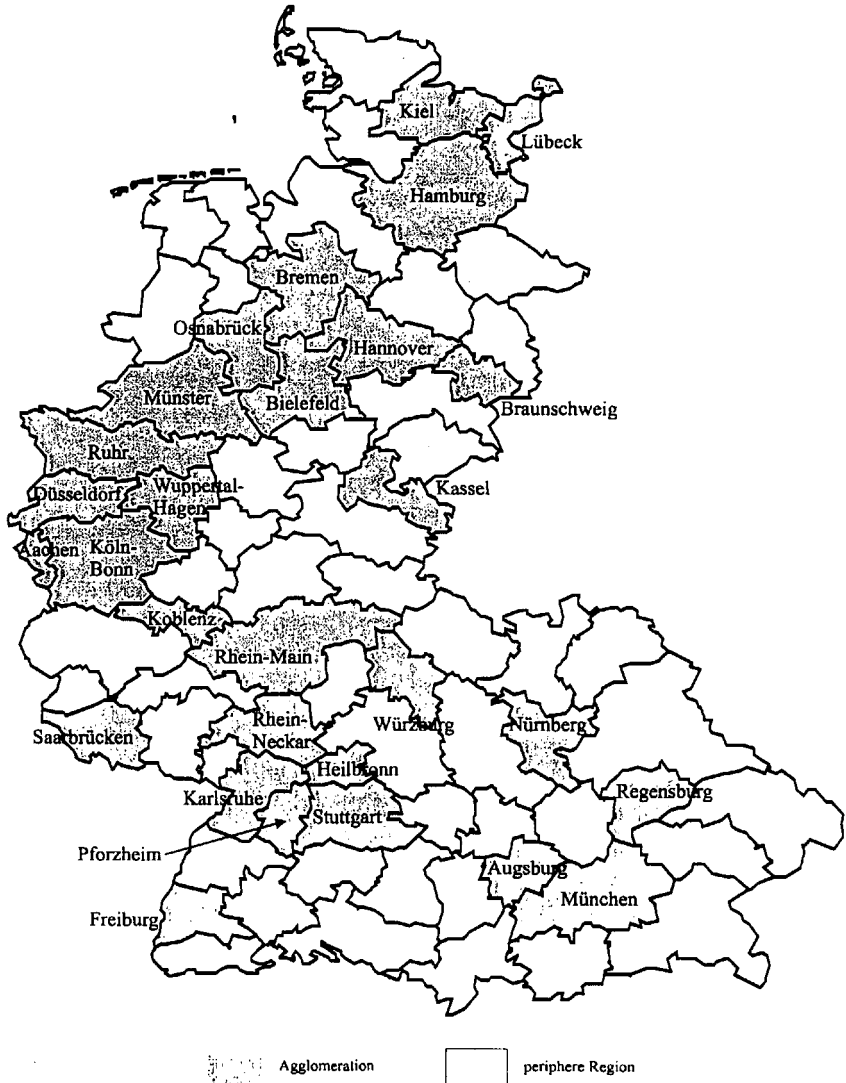 Kiel
Lübeck
Hamburg
Bremen
Osnabrück
Hannover
Münster
Bielefeld
Braunschweig
Ruhr
Düsseldorf
Wuppertal-
Hagen
Kassel
Aachen
Köln-
Bonn
Koblenz
Rhein-Main
Saarbrücken
Rhein-
Neckar
Würzburg
Nürnberg
Heilbronn
Karlsruhe
Stuttgart
Regensburg
Pforzheim
Augsburg
München
Freiburg
Agglomeration
periphere Region